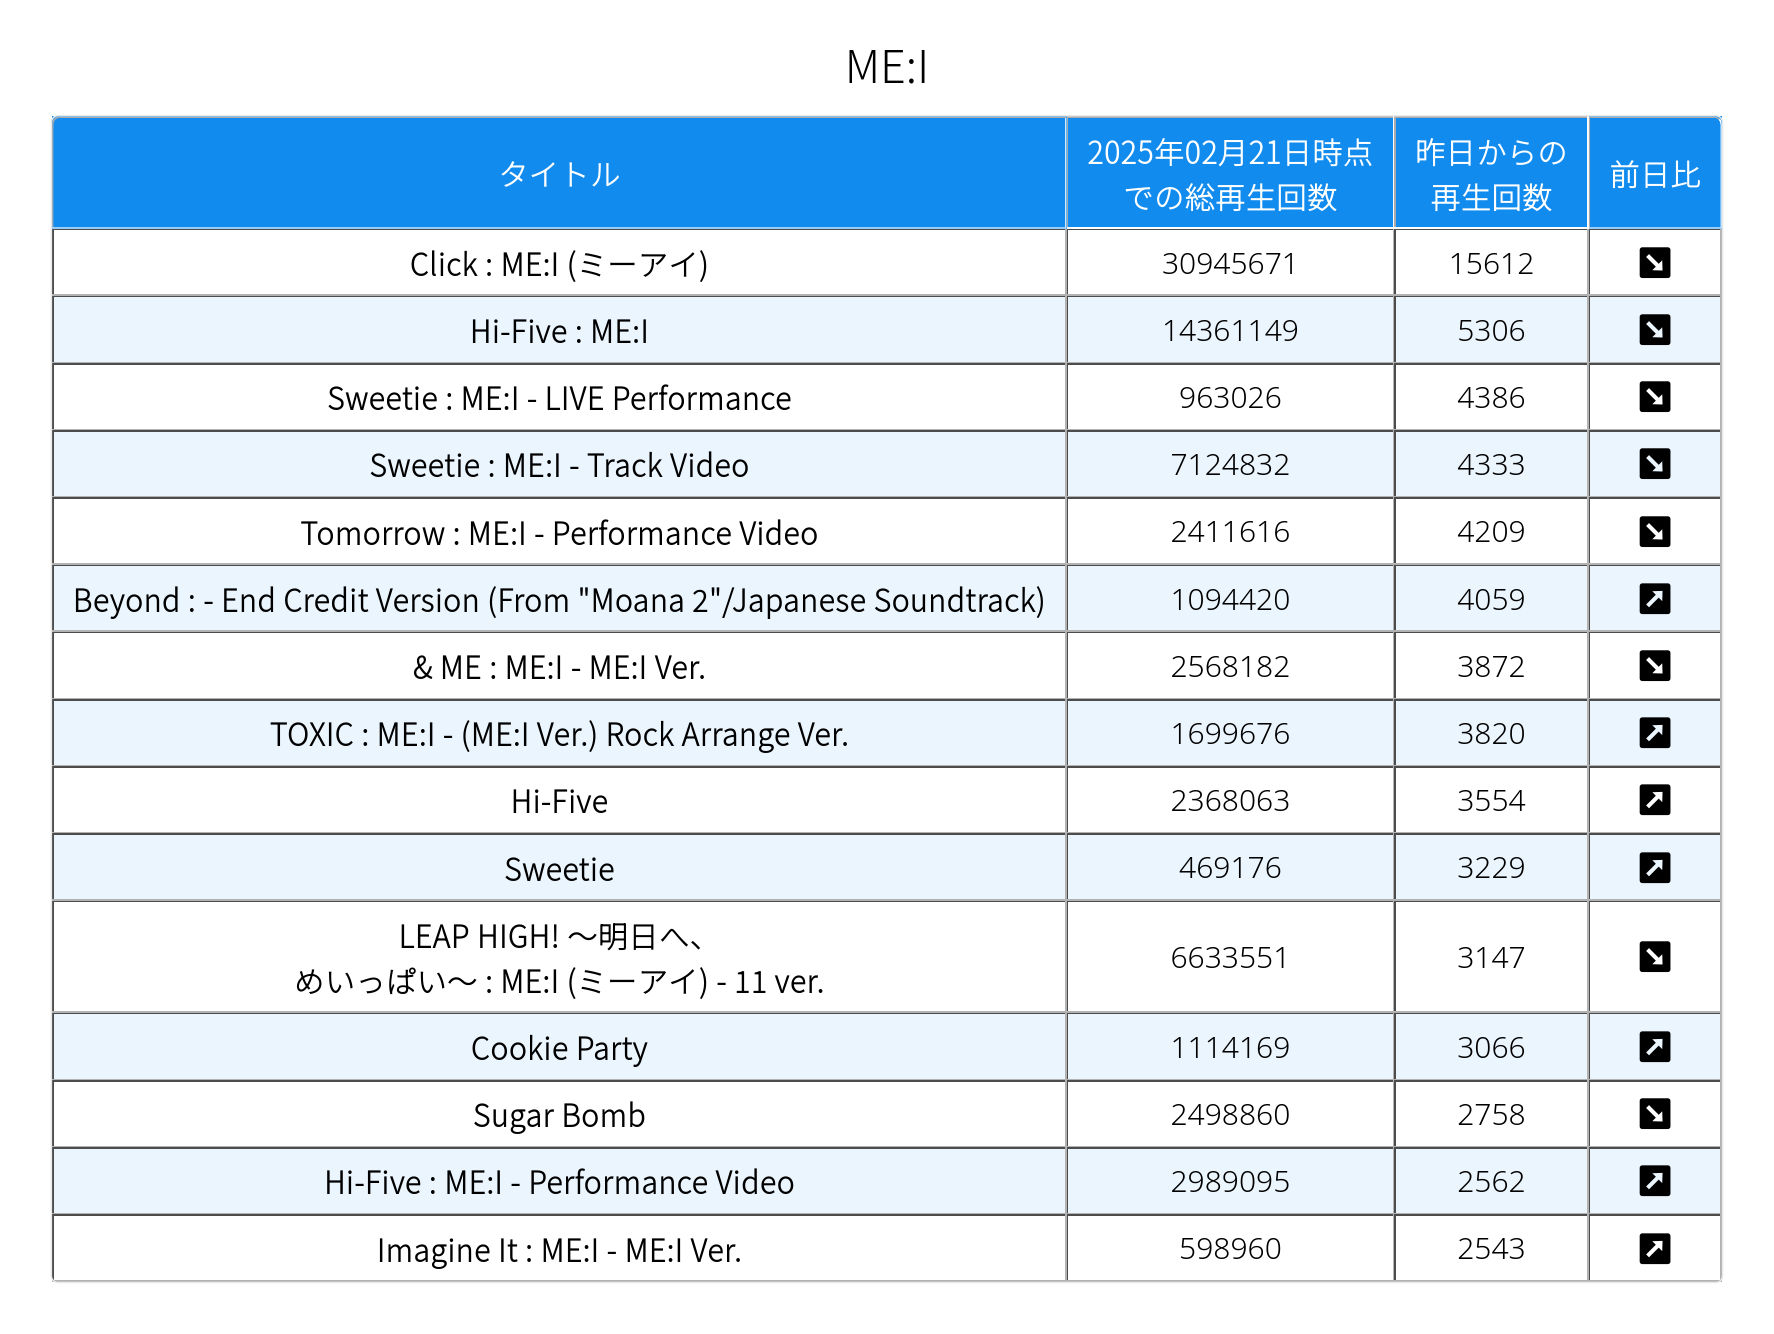 ME:I
タイトル
2025年02月21日時点
での総再生回数
昨日からの
再生回数
前日比
Click : ME:I (ミーアイ) 30945671 15612 ↘
Hi-Five : ME:I 14361149 5306 ↘
Sweetie : ME:I - LIVE Performance 963026 4386 ↘
Sweetie : ME:I - Track Video 7124832 4333 ↘
Tomorrow : ME:I - Performance Video 2411616 4209 ↘
Beyond : - End Credit Version (From "Moana 2"/Japanese Soundtrack) 1094420 4059 ↗
& ME : ME:I - ME:I Ver. 2568182 3872 ↘
TOXIC : ME:I - (ME:I Ver.) Rock Arrange Ver. 1699676 3820 ↗
Hi-Five 2368063 3554 ↗
Sweetie 469176 3229 ↗
LEAP HIGH! 〜明日へ、
めいっぱい〜 : ME:I (ミーアイ) - 11 ver. 6633551 3147 ↘
Cookie Party 1114169 3066 ↗
Sugar Bomb 2498860 2758 ↘
Hi-Five : ME:I - Performance Video 2989095 2562 ↗
Imagine It : ME:I - ME:I Ver. 598960 2543 ↗